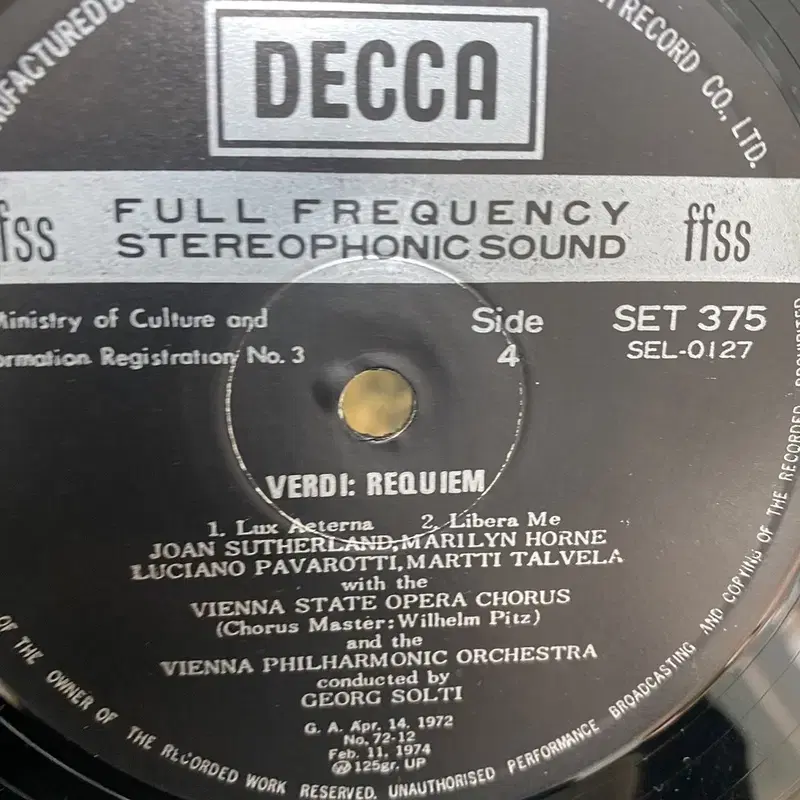 DECCA
RECORD CO., LTD.
FULL FREQUENCY
STEREOPHONIC SOUND
ffss
Ministry of Culture and
Registration No. 3
Side
4
SET 375
SEL-0127
VERDI: REQUIEM
1. Lux Aeterna 2. Libera Me
JOAN SUTHERLAND, MARILYN HORNE
LUCIANO PAVAROTTI, MARTTI TALVELA
with the
VIENNA STATE OPERA CHORUS
(Chorus Master: Wilhelm Pitz)
and the
VIENNA PHILHARMONIC ORCHESTRA
conducted by
GEORG SOLTI
G. A. Apr. 14, 1972
No. 72-12
Feb. 11, 1974
125gr. UP
OF THE OWNER OF THE RECORDED WORK RESERVED. UNAUTHORISED PERFORMANCE BROADCASTING AND COPYING OF THE RECORDED